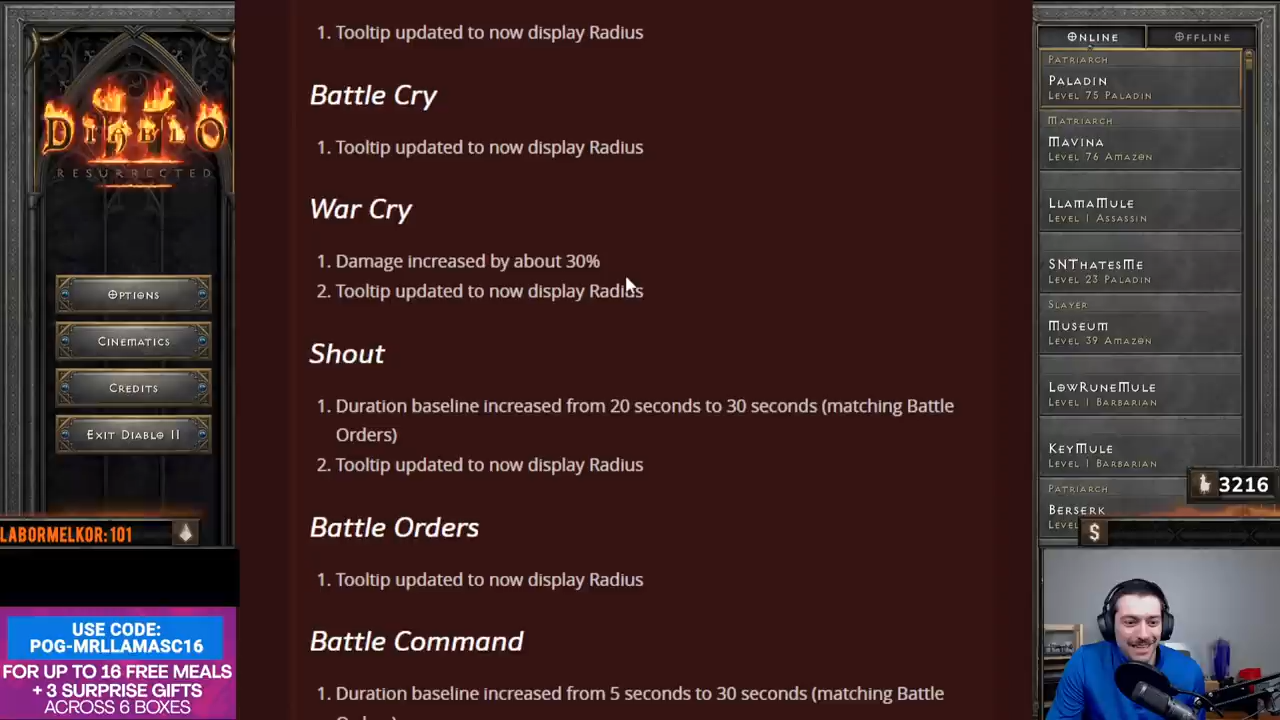 DIABLO
II
RESURRECTED
OPTIONS
CINEMATICS
CREDITS
EXIT DIABLO II
LABORMELKOR: 101
USE CODE:
POG-MRLLAMASC16
FOR UP TO 16 FREE MEALS
+ 3 SURPRISE GIFTS
ACROSS 6 BOXES
1. Tooltip updated to now display Radius
Battle Cry
1. Tooltip updated to now display Radius
War Cry
1. Damage increased by about 30%
2. Tooltip updated to now display Radius
Shout
1. Duration baseline increased from 20 seconds to 30 seconds (matching Battle
Orders)
2. Tooltip updated to now display Radius
Battle Orders
1. Tooltip updated to now display Radius
Battle Command
1. Duration baseline increased from 5 seconds to 30 seconds (matching Battle
ONLINE
OFFLINE
PATRIARCH
PALADIN
LEVEL 75 PALADIN
MATRIARCH
MAVINA
LEVEL 76 AMAZON
LLAMAMULE
LEVEL 1 ASSASSIN
SNTHATESME
LEVEL 23 PALADIN
SLAYER
MUSEUM
LEVEL 39 AMAZON
LOWRUNEMULE
LEVEL 1 BARBARIAN
KEYMULE
LEVEL 1 BARBARIAN
PATRIARCH
BERSERK
LEVEL
3216
$